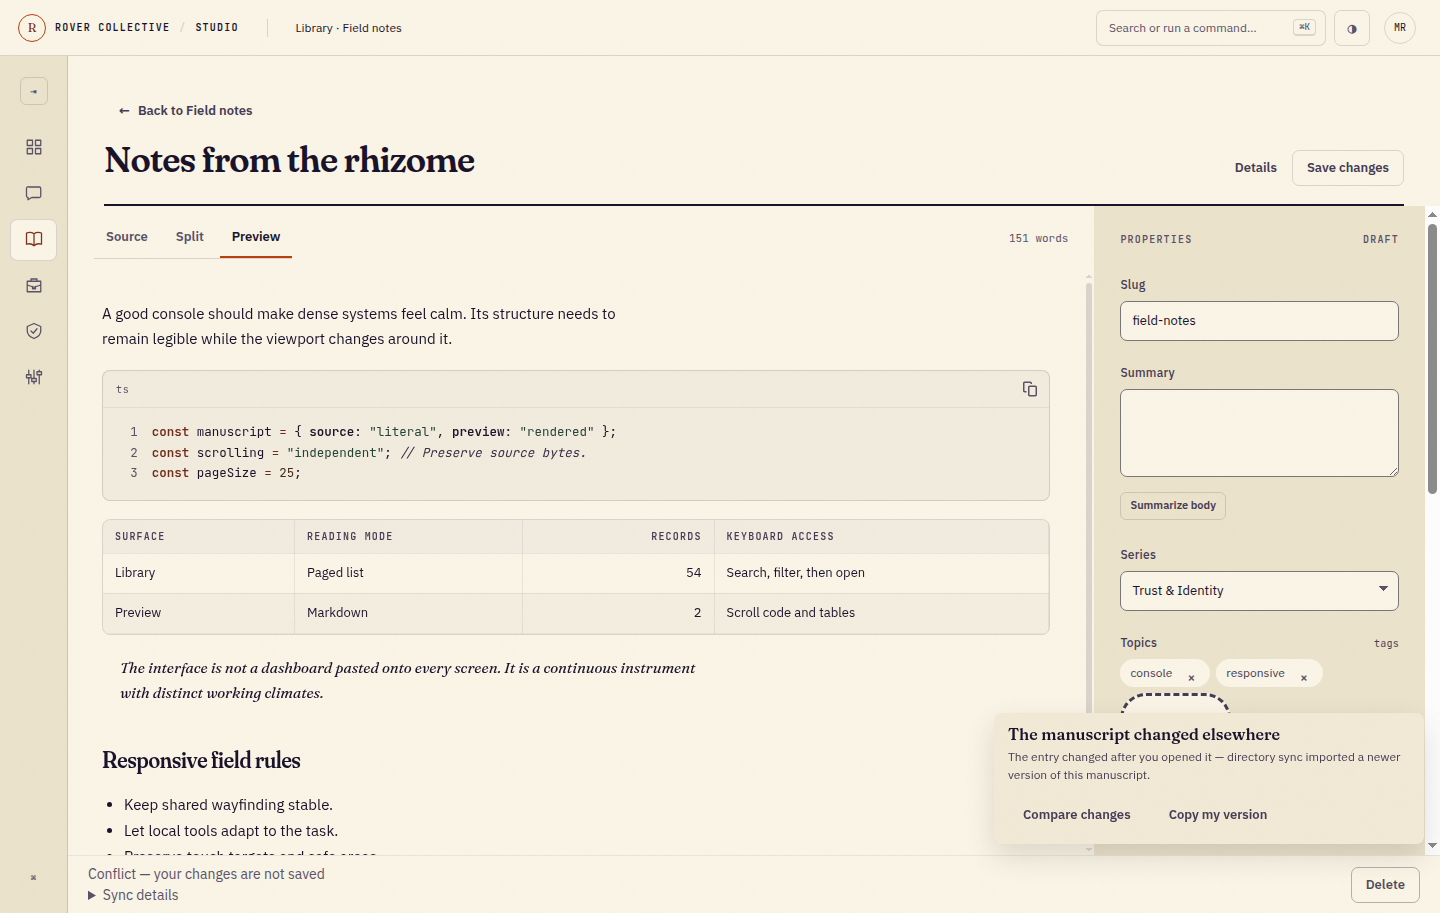 R ROVER COLLECTIVE / STUDIO
Library · Field notes
Search or run a command... ⌘K
MR
← Back to Field notes
Notes from the rhizome
Details
Save changes
Source Split Preview
151 words
A good console should make dense systems feel calm. Its structure needs to
remain legible while the viewport changes around it.
ts
1 const manuscript = { source: "literal", preview: "rendered" };
2 const scrolling = "independent"; // Preserve source bytes.
3 const pageSize = 25;
SURFACE READING MODE RECORDS KEYBOARD ACCESS
Library Paged list 54 Search, filter, then open
Preview Markdown 2 Scroll code and tables
The interface is not a dashboard pasted onto every screen. It is a continuous instrument
with distinct working climates.
Responsive field rules
• Keep shared wayfinding stable.
• Let local tools adapt to the task.
• Preserve touch targets and safe areas.
PROPERTIES DRAFT
Slug
field-notes
Summary
Summarize body
Series
Trust & Identity
Topics tags
console × responsive ×
The manuscript changed elsewhere
The entry changed after you opened it — directory sync imported a newer
version of this manuscript.
Compare changes Copy my version
⌘
Conflict — your changes are not saved
▶ Sync details
Delete